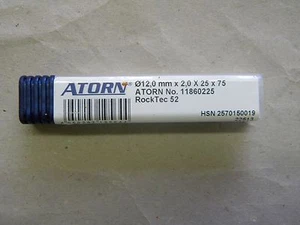 ATORN
Ø12,0 mm x 2,0 X 25 x 75
ATORN No. 11860225
RockTec 52
HSN 2570150019